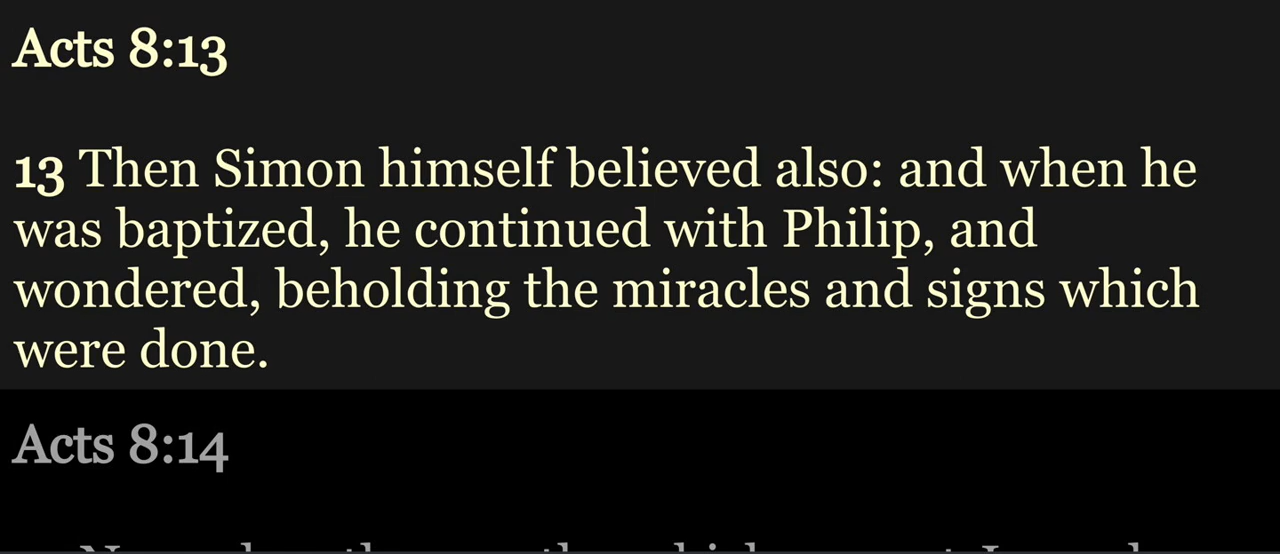 Acts 8:13
13 Then Simon himself believed also: and when he
was baptized, he continued with Philip, and
wondered, beholding the miracles and signs which
were done.
Acts 8:14